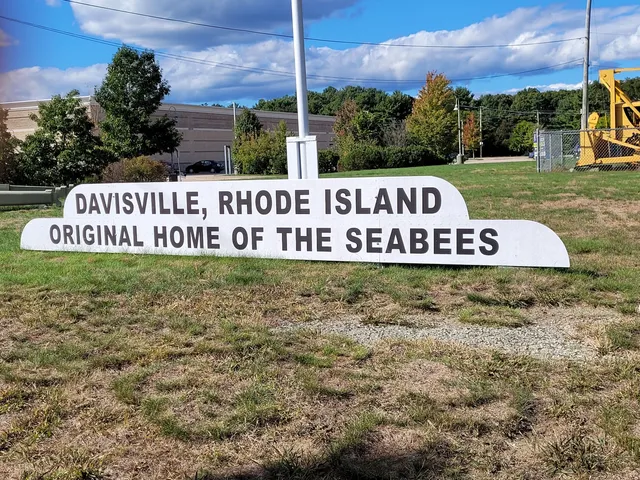 DAVISVILLE, RHODE ISLAND
ORIGINAL HOME OF THE SEABEES